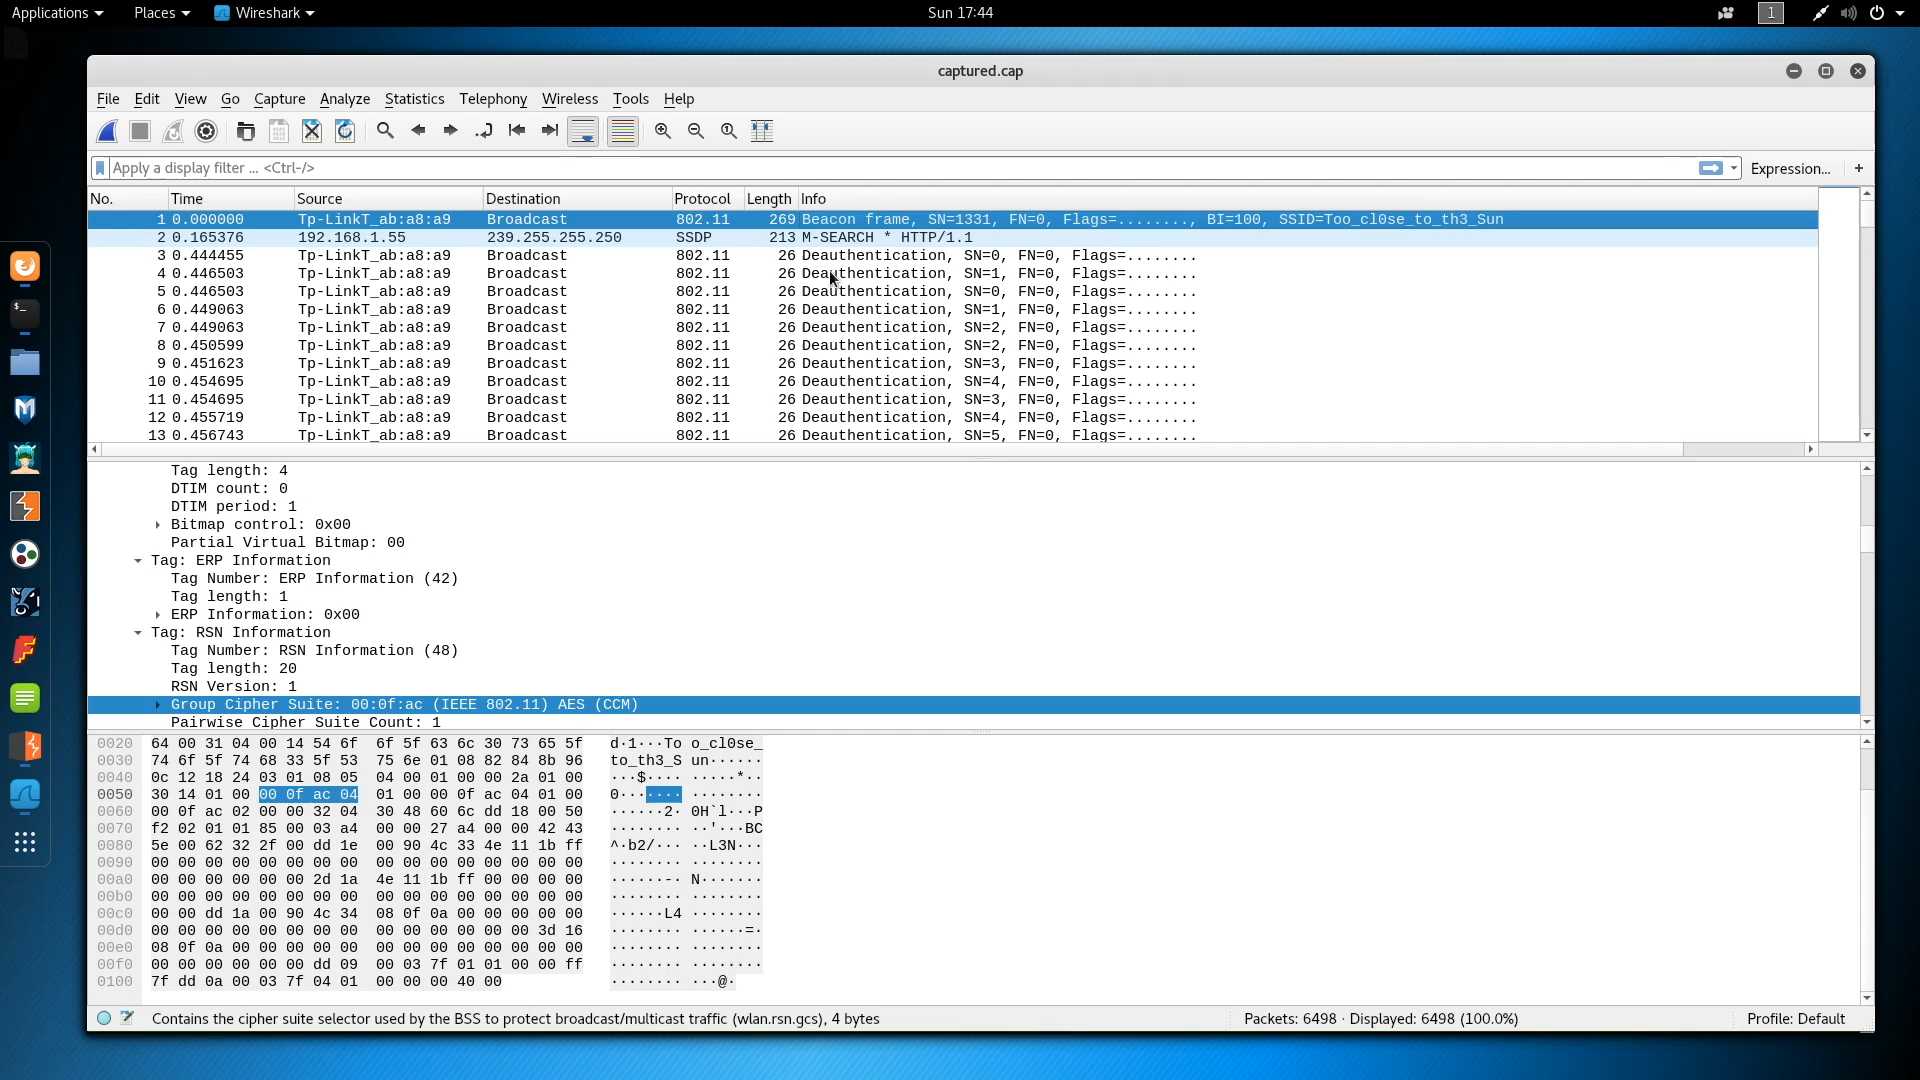 Applications Places Wireshark Sun 17:44 1
captured.cap
File Edit View Go Capture Analyze Statistics Telephony Wireless Tools Help
Apply a display filter ... <Ctrl-/> Expression... +
No. Time Source Destination Protocol Length Info
1 0.000000 Tp-LinkT_ab:a8:a9 Broadcast 802.11 269 Beacon frame, SN=1331, FN=0, Flags=........, BI=100, SSID=Too_cl0se_to_th3_Sun
2 0.165376 192.168.1.55 239.255.255.250 SSDP 213 M-SEARCH * HTTP/1.1
3 0.444455 Tp-LinkT_ab:a8:a9 Broadcast 802.11 26 Deauthentication, SN=0, FN=0, Flags=........
4 0.446503 Tp-LinkT_ab:a8:a9 Broadcast 802.11 26 Deauthentication, SN=1, FN=0, Flags=........
5 0.446503 Tp-LinkT_ab:a8:a9 Broadcast 802.11 26 Deauthentication, SN=0, FN=0, Flags=........
6 0.449063 Tp-LinkT_ab:a8:a9 Broadcast 802.11 26 Deauthentication, SN=1, FN=0, Flags=........
7 0.449063 Tp-LinkT_ab:a8:a9 Broadcast 802.11 26 Deauthentication, SN=2, FN=0, Flags=........
8 0.450599 Tp-LinkT_ab:a8:a9 Broadcast 802.11 26 Deauthentication, SN=2, FN=0, Flags=........
9 0.451623 Tp-LinkT_ab:a8:a9 Broadcast 802.11 26 Deauthentication, SN=3, FN=0, Flags=........
10 0.454695 Tp-LinkT_ab:a8:a9 Broadcast 802.11 26 Deauthentication, SN=4, FN=0, Flags=........
11 0.454695 Tp-LinkT_ab:a8:a9 Broadcast 802.11 26 Deauthentication, SN=3, FN=0, Flags=........
12 0.455719 Tp-LinkT_ab:a8:a9 Broadcast 802.11 26 Deauthentication, SN=4, FN=0, Flags=........
13 0.456743 Tp-LinkT_ab:a8:a9 Broadcast 802.11 26 Deauthentication, SN=5, FN=0, Flags=........
Tag length: 4
DTIM count: 0
DTIM period: 1
Bitmap control: 0x00
Partial Virtual Bitmap: 00
Tag: ERP Information
Tag Number: ERP Information (42)
Tag length: 1
ERP Information: 0x00
Tag: RSN Information
Tag Number: RSN Information (48)
Tag length: 20
RSN Version: 1
Group Cipher Suite: 00:0f:ac (IEEE 802.11) AES (CCM)
Pairwise Cipher Suite Count: 1
0020 64 00 31 04 00 14 54 6f 6f 5f 63 6c 30 73 65 5f d·1···To o_cl0se_
0030 74 6f 5f 74 68 33 5f 53 75 6e 01 08 82 84 8b 96 to_th3_S un······
0040 0c 12 18 24 03 01 08 05 04 00 01 00 00 2a 01 00 ···$···· ·····*··
0050 30 14 01 00 00 0f ac 04 01 00 00 0f ac 04 01 00 0······· ········
0060 00 0f ac 02 00 00 32 04 30 48 60 6c dd 18 00 50 ······2· 0H`l···P
0070 f2 02 01 01 85 00 03 a4 00 00 27 a4 00 00 42 43 ········ ··'···BC
0080 5e 00 62 32 2f 00 dd 1e 00 90 4c 33 4e 11 1b ff ^·b2/··· ··L3N···
0090 00 00 00 00 00 00 00 00 00 00 00 00 00 00 00 00 ········ ········
00a0 00 00 00 00 00 00 2d 1a 4e 11 1b ff 00 00 00 00 ······-· N·······
00b0 00 00 00 00 00 00 00 00 00 00 00 00 00 00 00 00 ········ ········
00c0 00 00 dd 1a 00 90 4c 34 08 0f 0a 00 00 00 00 00 ······L4 ········
00d0 00 00 00 00 00 00 00 00 00 00 00 00 00 00 3d 16 ········ ······=·
00e0 08 0f 0a 00 00 00 00 00 00 00 00 00 00 00 00 00 ········ ········
00f0 00 00 00 00 00 00 dd 09 00 03 7f 01 01 00 00 ff ········ ········
0100 7f dd 0a 00 03 7f 04 01 00 00 00 40 00 ········ ···@·
Contains the cipher suite selector used by the BSS to protect broadcast/multicast traffic (wlan.rsn.gcs), 4 bytes Packets: 6498 · Displayed: 6498 (100.0%) Profile: Default